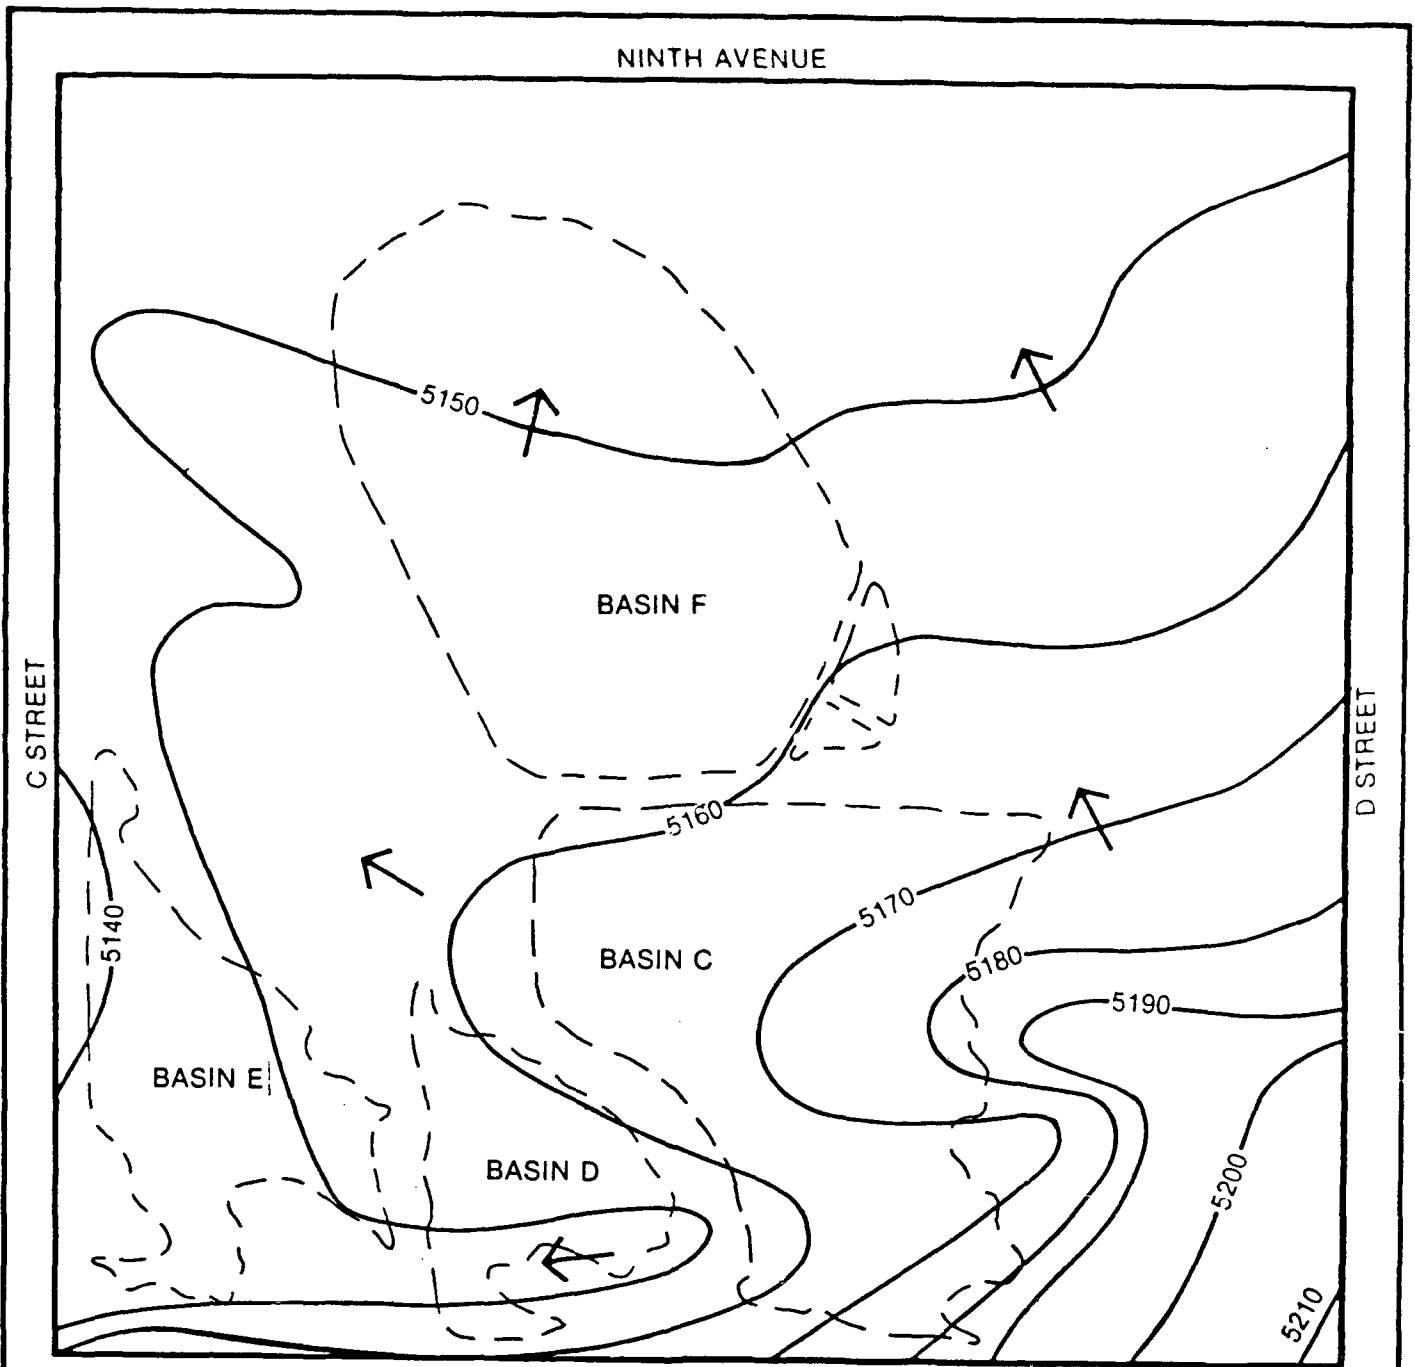 NINTH AVENUE
5150
BASIN F
C STREET
D STREET
5160
5170
5140
BASIN C
5180
5190
BASIN E
BASIN D
5200
5210